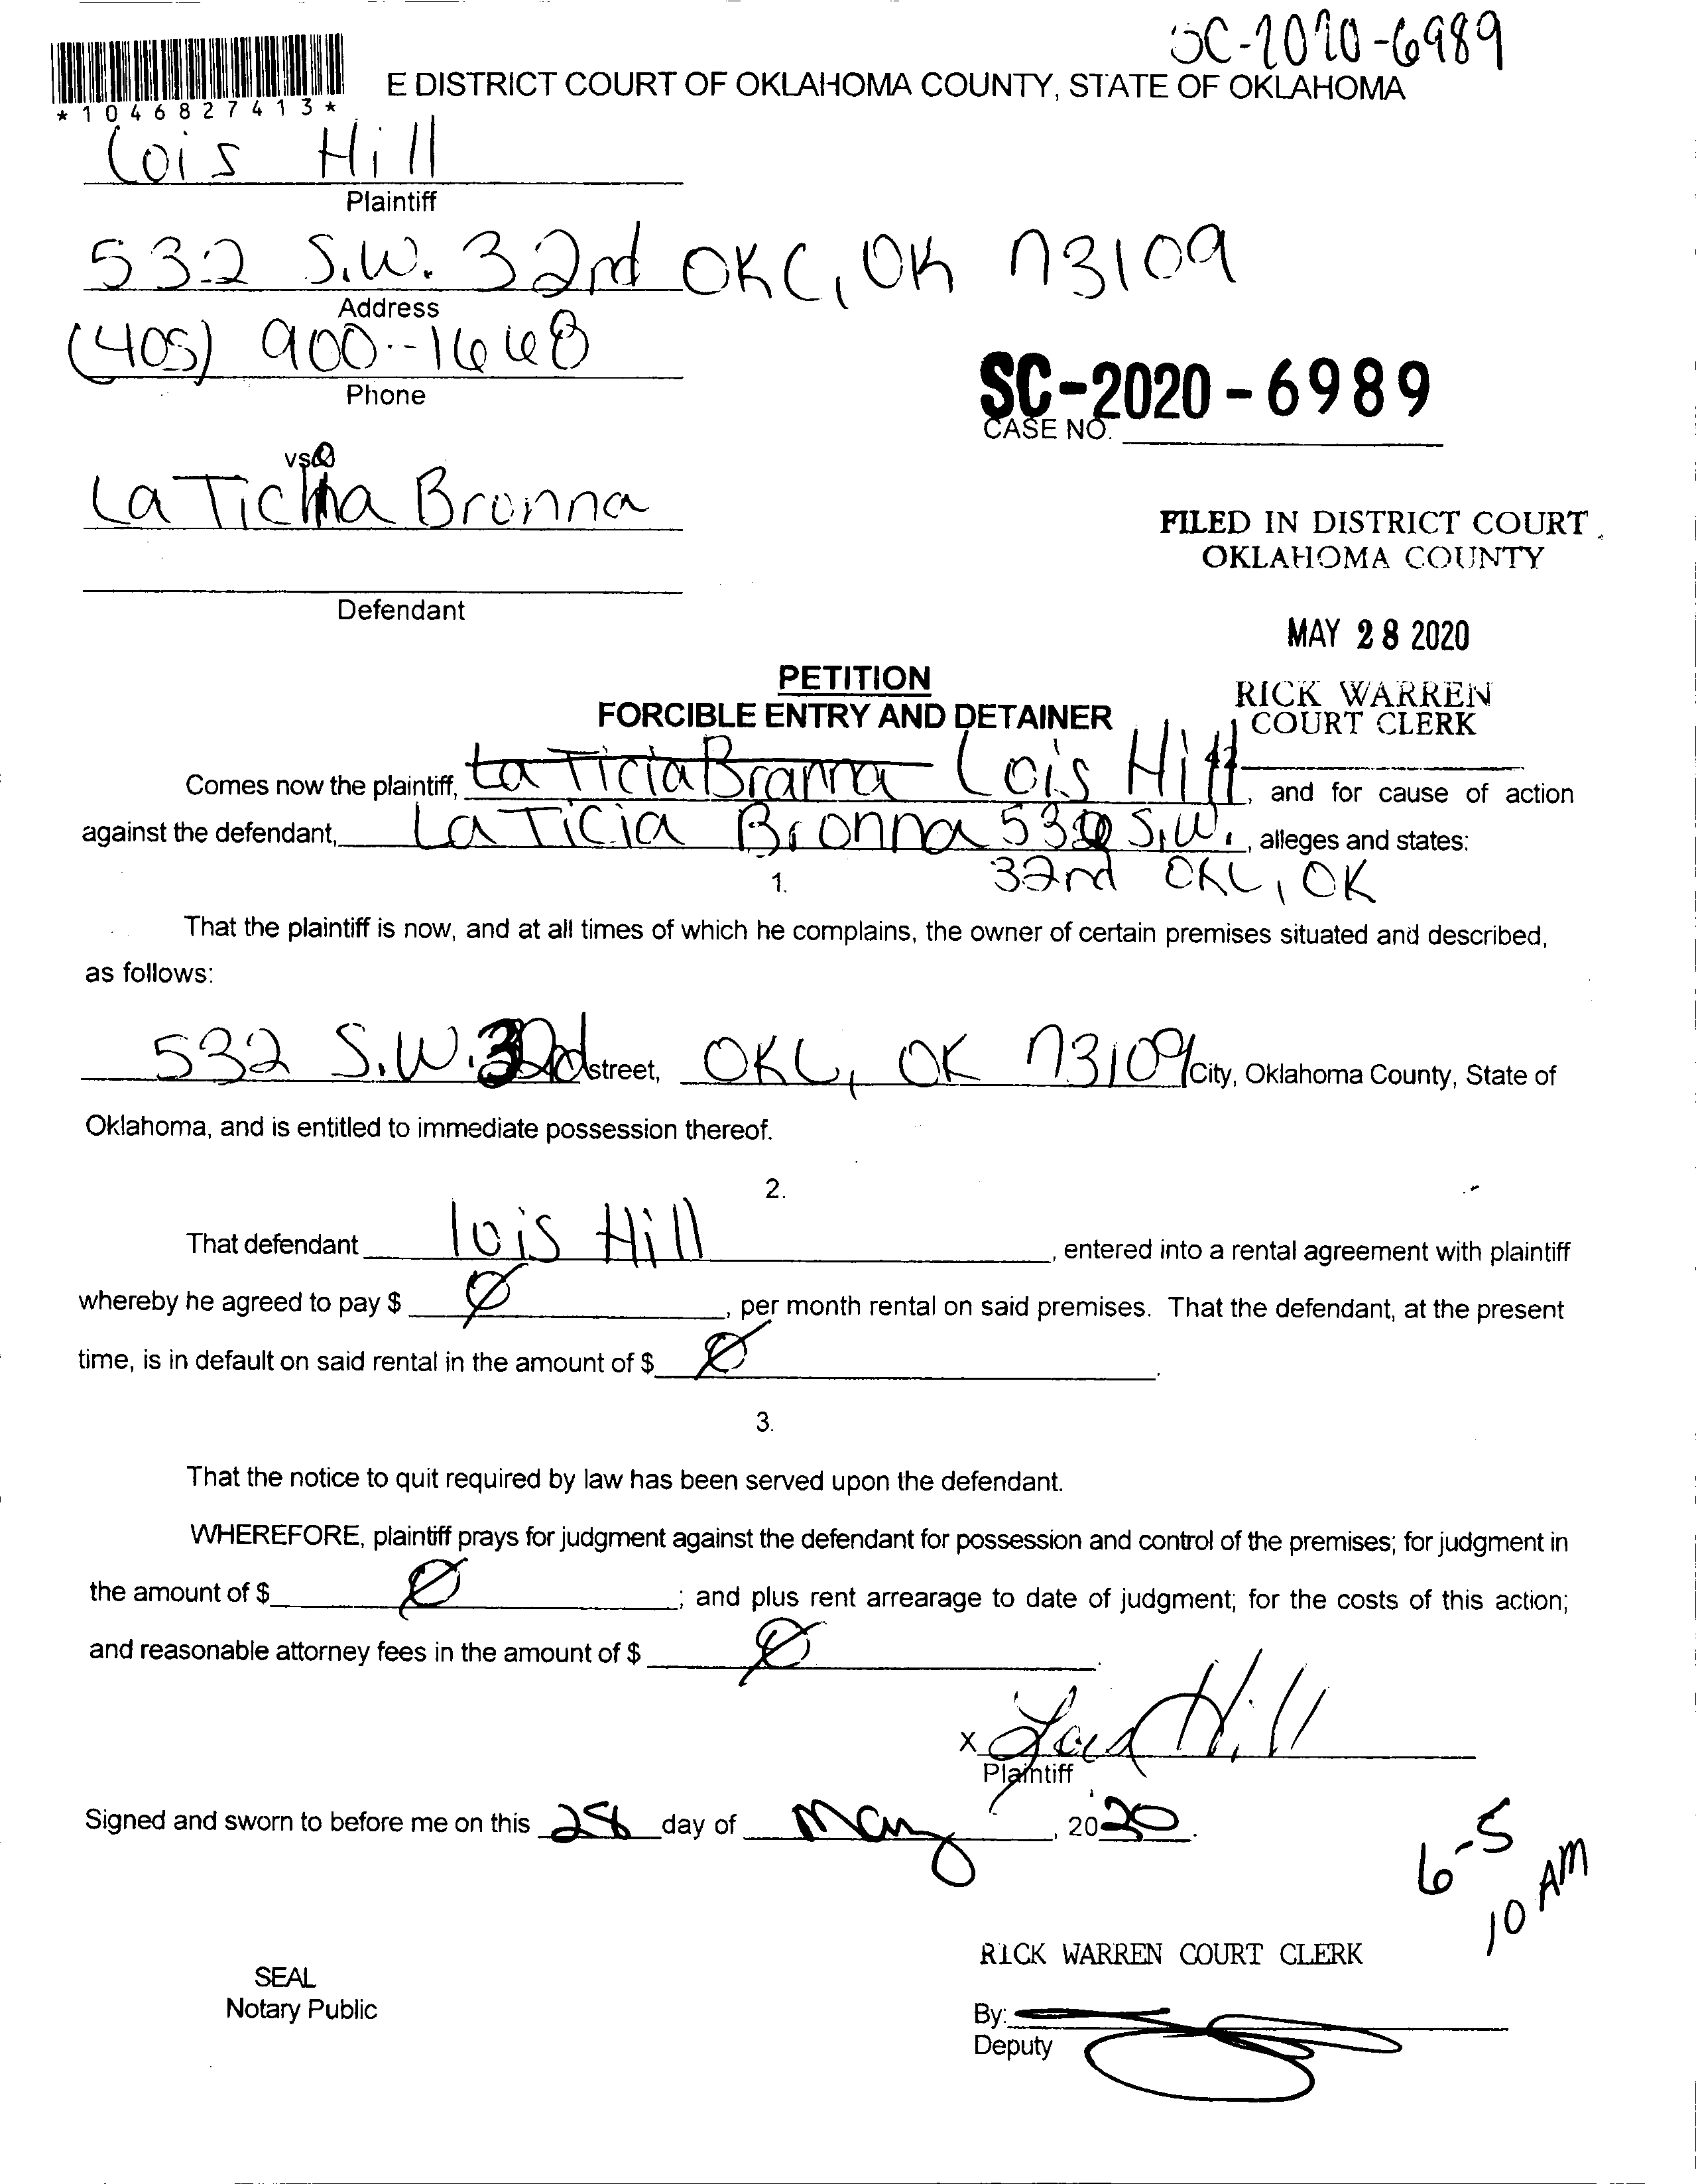 SC-2020-6989
*1046827413*
E DISTRICT COURT OF OKLAHOMA COUNTY, STATE OF OKLAHOMA
Lois Hill
Plaintiff
532 S.W. 32nd OKC, OK 73109
Address
(405) 900-1668
Phone
SC-2020-6989
CASE NO.
vs
La Ticha Bronna
FILED IN DISTRICT COURT
OKLAHOMA COUNTY
Defendant
MAY 28 2020
PETITION
RICK WARREN
COURT CLERK
FORCIBLE ENTRY AND DETAINER
42
Comes now the plaintiff, La Ticia Branna Lois Hill, and for cause of action
against the defendant, La Ticia Bronna 532 S.W., alleges and states:
32nd OKC, OK
1.
That the plaintiff is now, and at all times of which he complains, the owner of certain premises situated and described,
as follows:
532 S.W. 32nd street, OKC, OK 73109 City, Oklahoma County, State of
Oklahoma, and is entitled to immediate possession thereof.
2.
That defendant lois Hill, entered into a rental agreement with plaintiff
whereby he agreed to pay $ Ø, per month rental on said premises. That the defendant, at the present
time, is in default on said rental in the amount of $ Ø.
3.
That the notice to quit required by law has been served upon the defendant.
WHEREFORE, plaintiff prays for judgment against the defendant for possession and control of the premises; for judgment in
the amount of $ Ø; and plus rent arrearage to date of judgment; for the costs of this action;
and reasonable attorney fees in the amount of $ Ø.
x Lois Hill
Plaintiff
Signed and sworn to before me on this 28 day of May, 2020.
6-5
10 AM
RICK WARREN COURT CLERK
SEAL
Notary Public
By:
Deputy